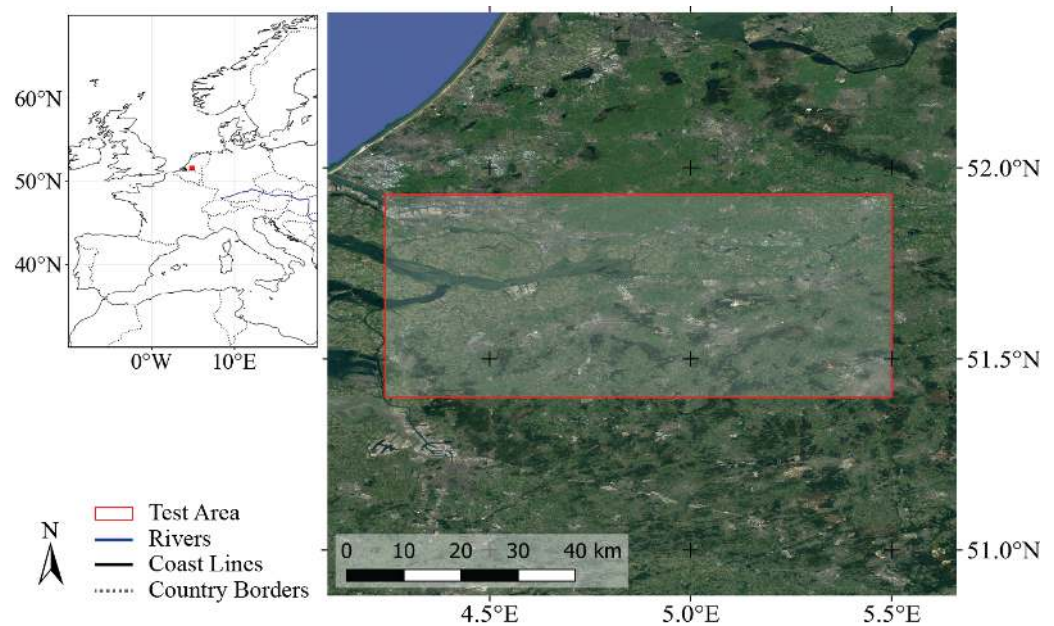 60°N
50°N
40°N
0°W 10°E
52.0°N
51.5°N
51.0°N
4.5°E 5.0°E 5.5°E
N
Test Area
Rivers
Coast Lines
Country Borders
0 10 20 30 40 km